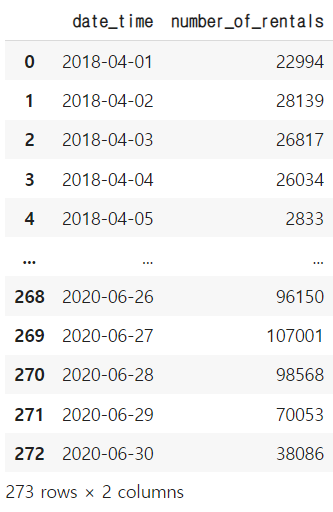 date_time number_of_rentals
0 2018-04-01 22994
1 2018-04-02 28139
2 2018-04-03 26817
3 2018-04-04 26034
4 2018-04-05 2833
... ... ...
268 2020-06-26 96150
269 2020-06-27 107001
270 2020-06-28 98568
271 2020-06-29 70053
272 2020-06-30 38086
273 rows × 2 columns